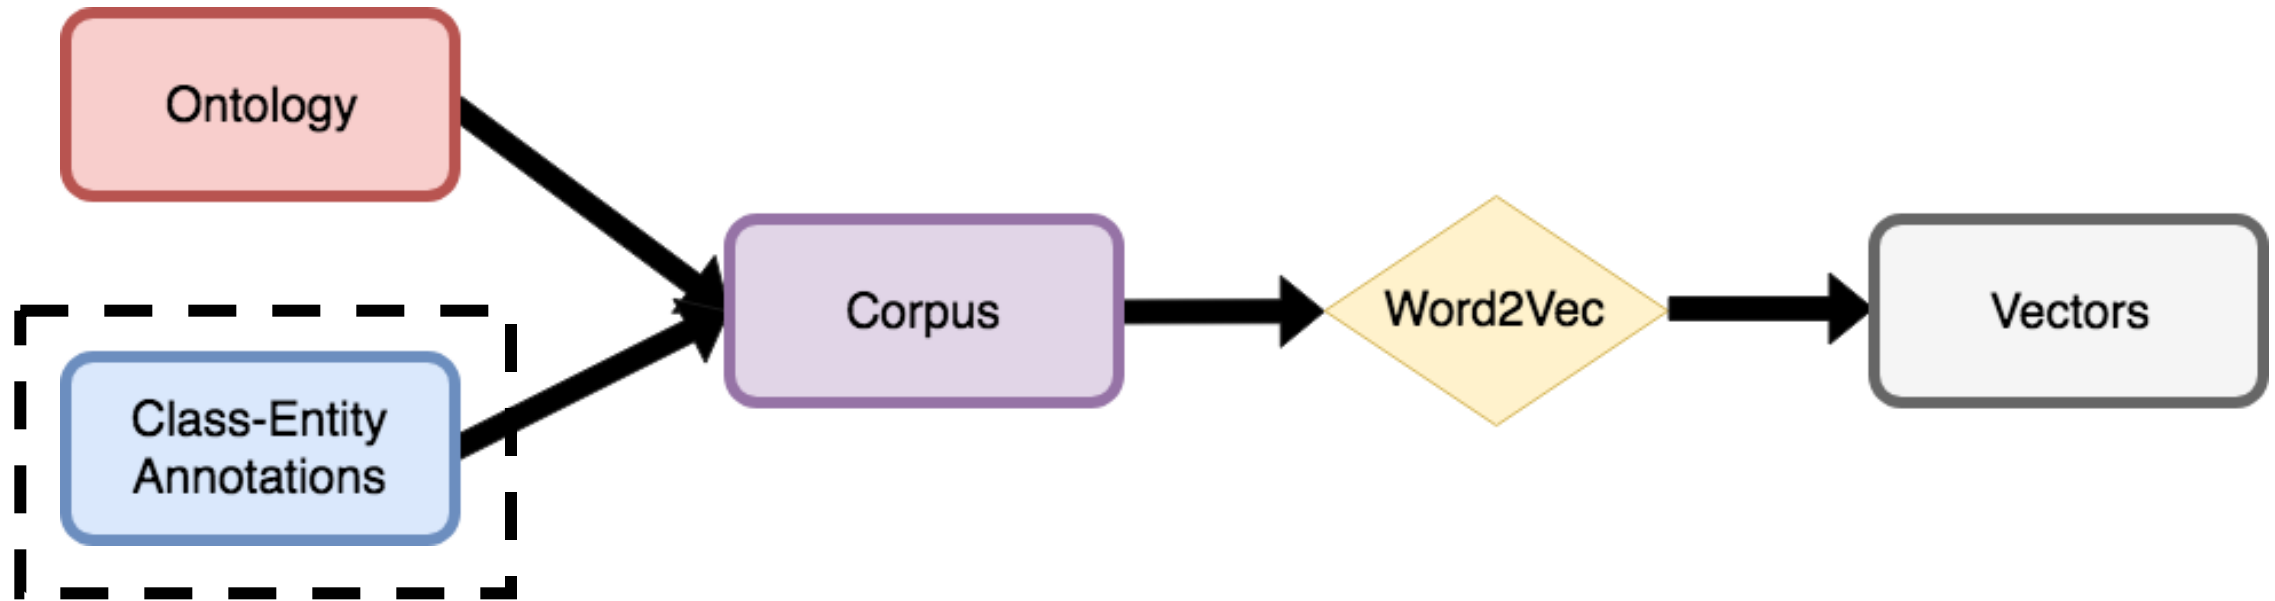 Ontology
Class-Entity
Annotations
Corpus
Word2Vec
Vectors